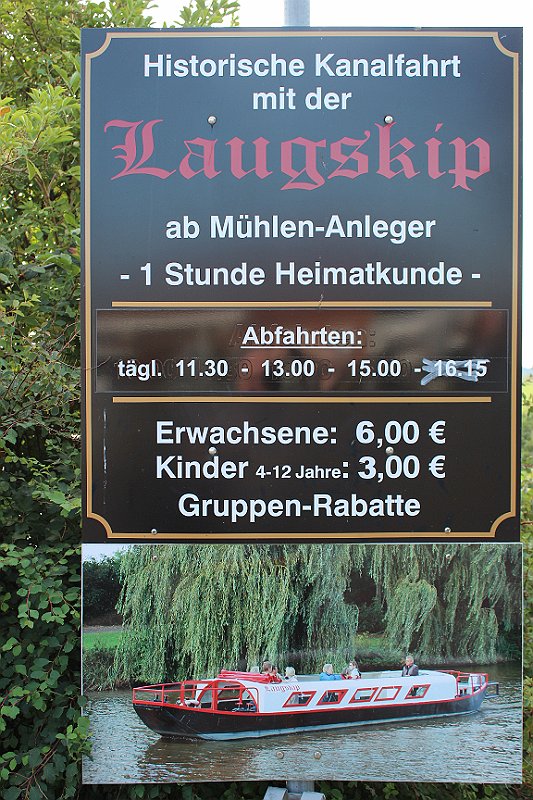 Historische Kanalfahrt
mit der
Laugskip
ab Mühlen-Anleger
- 1 Stunde Heimatkunde -
Abfahrten:
tägl. 11.30 - 13.00 - 15.00 - 16.15
Erwachsene: 6,00 €
Kinder 4-12 Jahre: 3,00 €
Gruppen-Rabatte
Laugskip